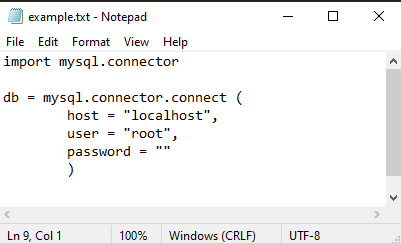 example.txt - Notepad
File Edit Format View Help
import mysql.connector
db = mysql.connector.connect (
host = "localhost",
user = "root",
password = ""
)
Ln 9, Col 1 100% Windows (CRLF) UTF-8